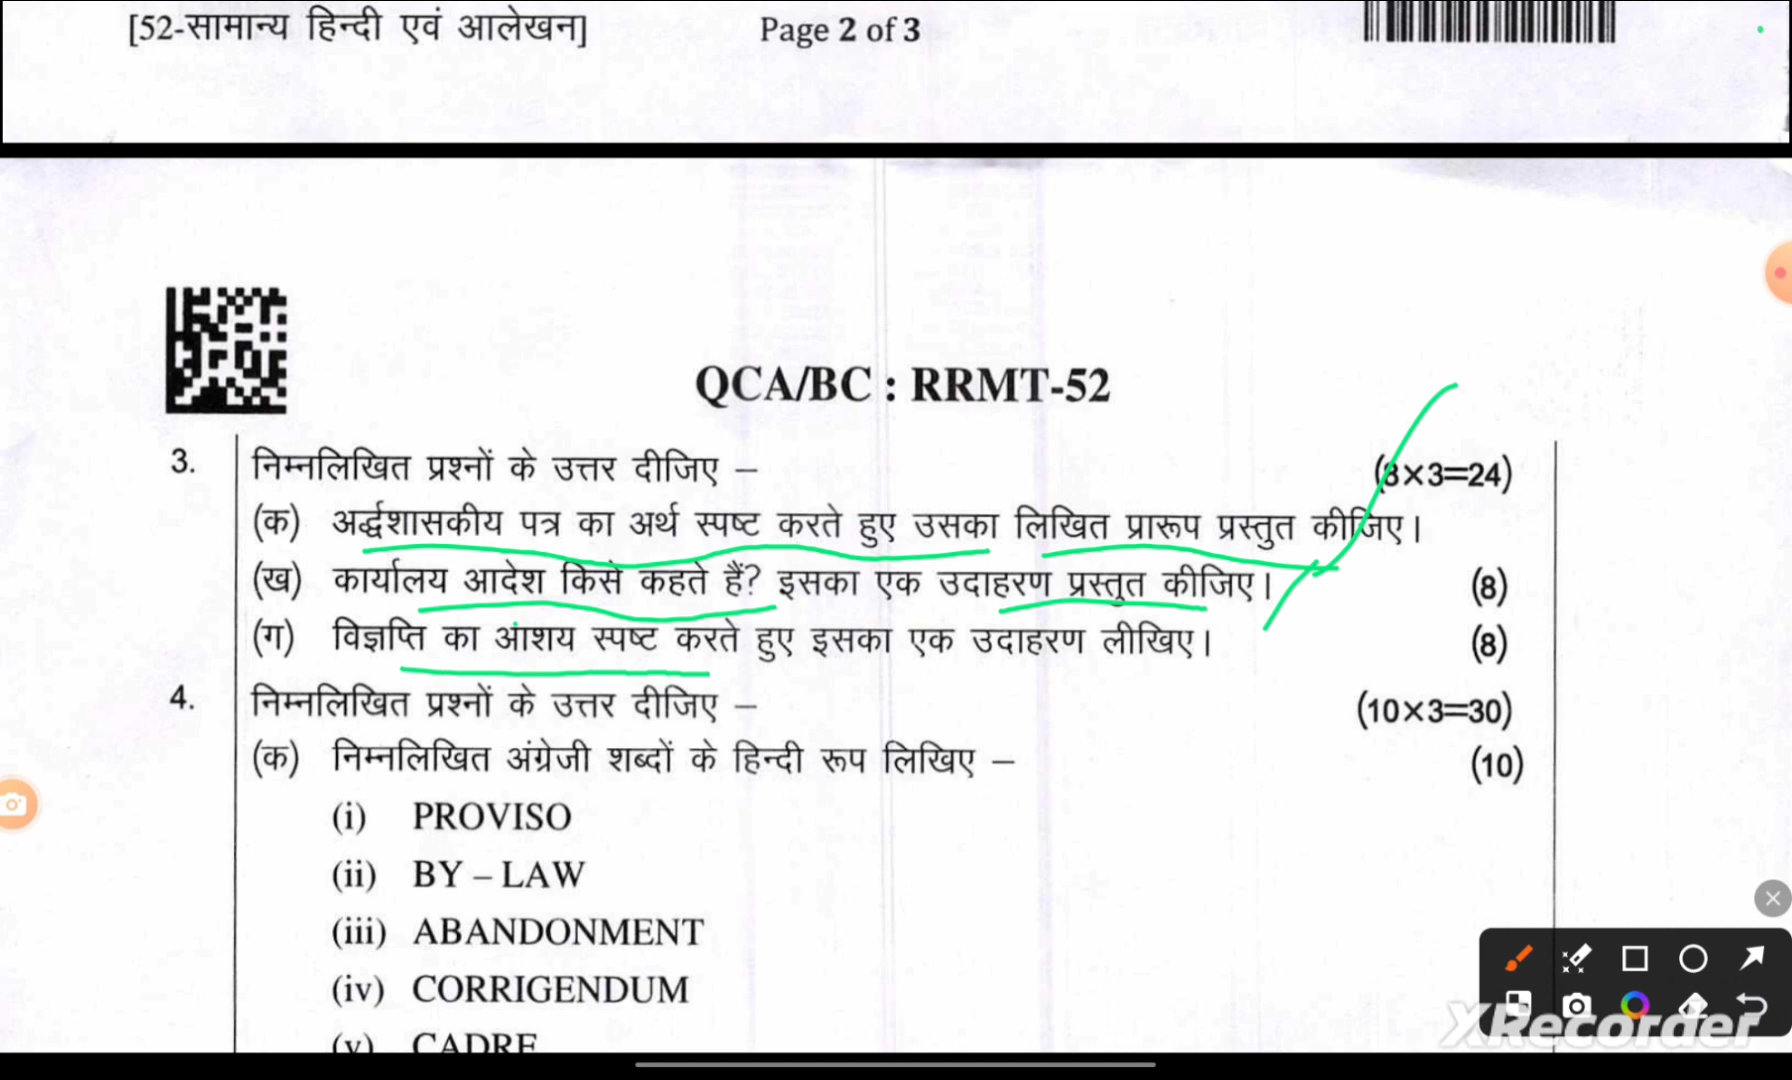 [52-सामान्य हिन्दी एवं आलेखन] Page 2 of 3
QCA/BC : RRMT-52
3. निम्नलिखित प्रश्नों के उत्तर दीजिए – (8×3=24)
(क) अर्द्धशासकीय पत्र का अर्थ स्पष्ट करते हुए उसका लिखित प्रारूप प्रस्तुत कीजिए।
(ख) कार्यालय आदेश किसे कहते हैं? इसका एक उदाहरण प्रस्तुत कीजिए। (8)
(ग) विज्ञप्ति का आशय स्पष्ट करते हुए इसका एक उदाहरण लीखिए। (8)
4. निम्नलिखित प्रश्नों के उत्तर दीजिए – (10×3=30)
(क) निम्नलिखित अंग्रेजी शब्दों के हिन्दी रूप लिखिए – (10)
(i) PROVISO
(ii) BY – LAW
(iii) ABANDONMENT
(iv) CORRIGENDUM
(v) CADRE
XRecorder